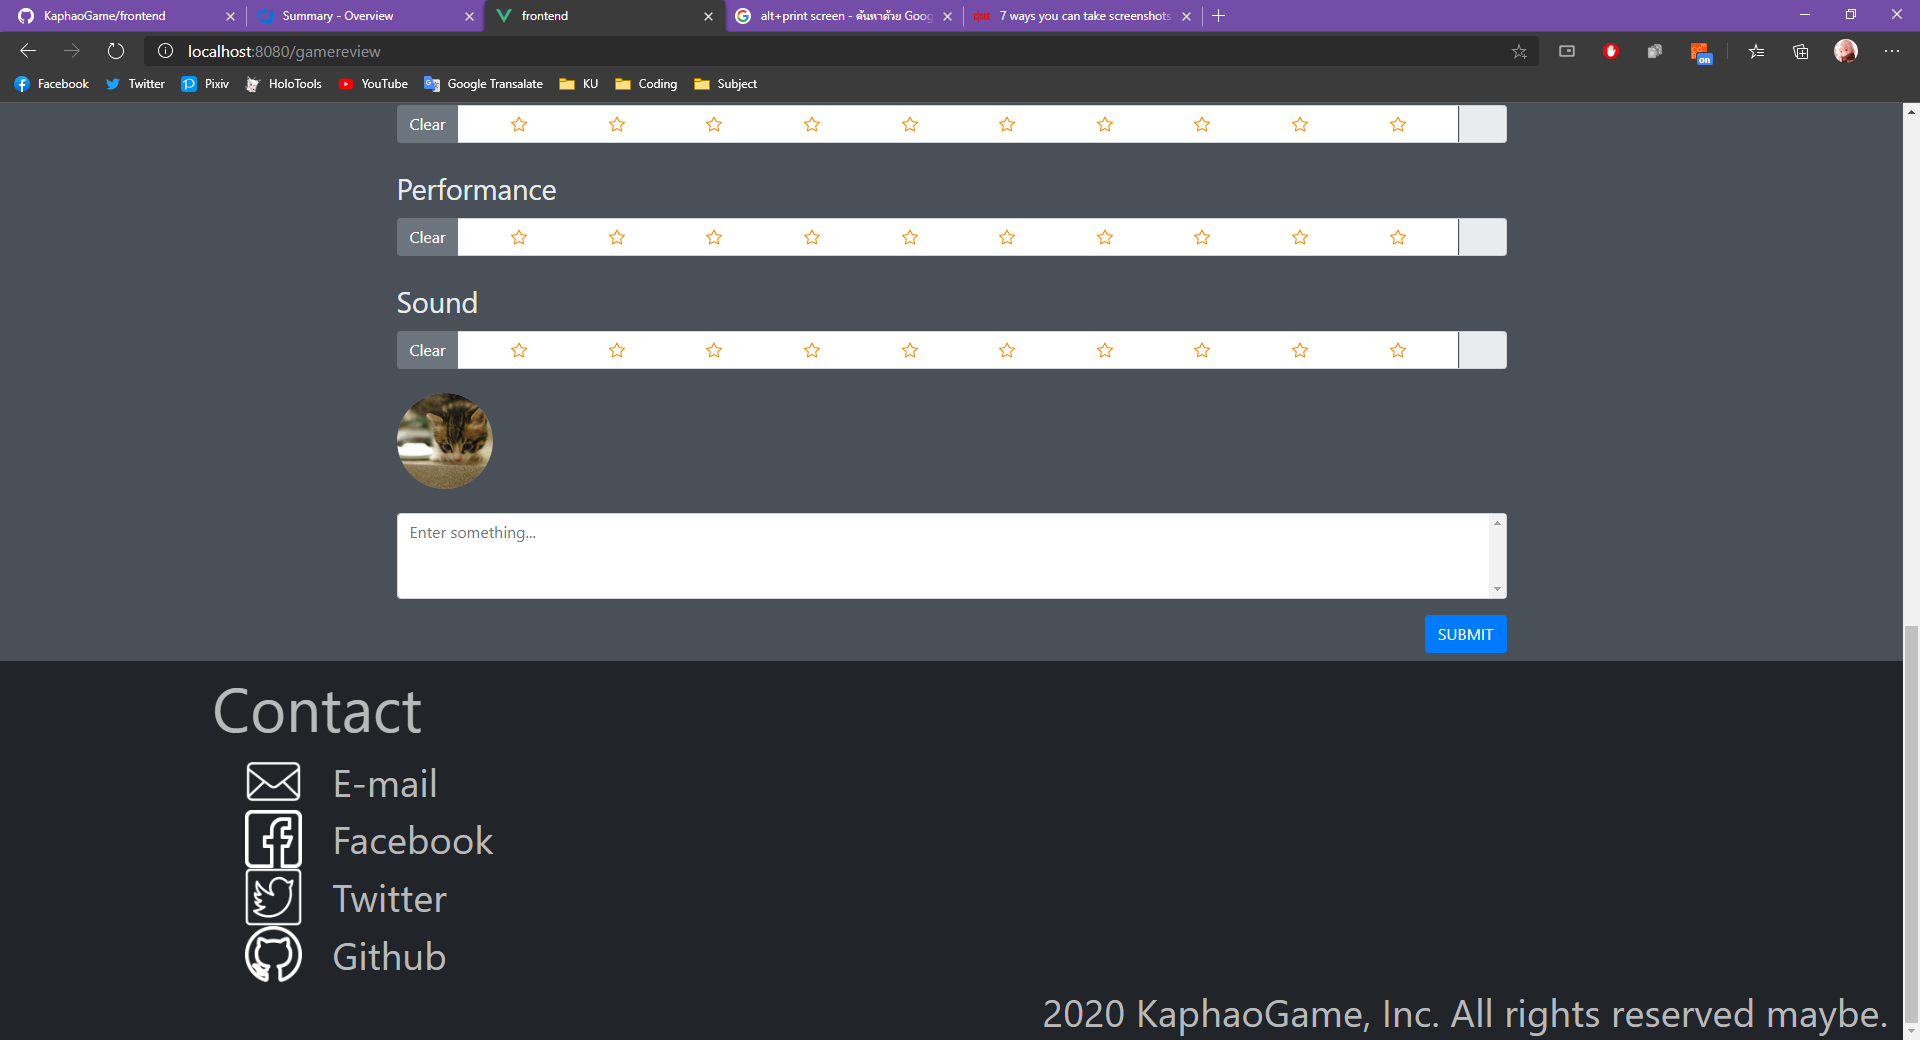 KaphaoGame/frontend
Summary - Overview
frontend
alt+print screen - ค้นหาด้วย Goog
7 ways you can take screenshots
localhost:8080/gamereview
on
Facebook
Twitter
Pixiv
HoloTools
YouTube
Google Transalate
KU
Coding
Subject
Clear
Performance
Clear
Sound
Clear
Enter something...
SUBMIT
Contact
E-mail
Facebook
Twitter
Github
2020 KaphaoGame, Inc. All rights reserved maybe.